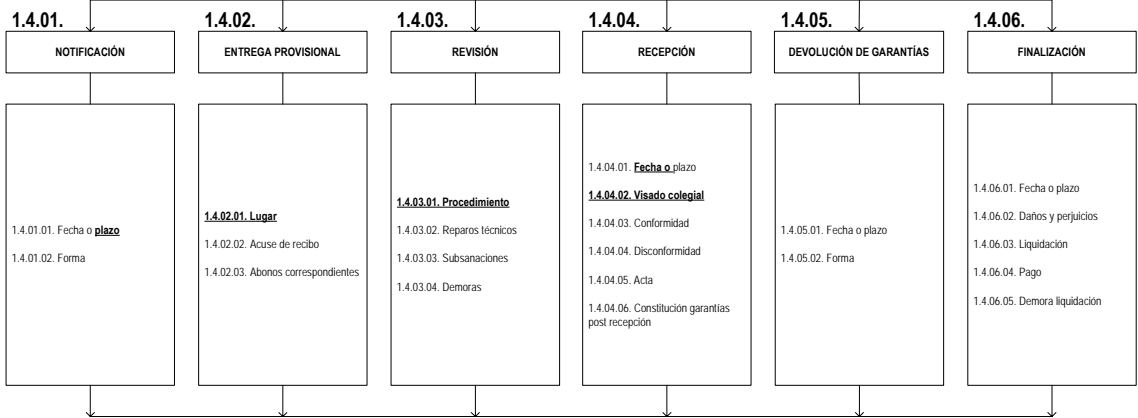 1.4.01.
NOTIFICACIÓN
1.4.01.01. Fecha o plazo
1.4.01.02. Forma
1.4.02.
ENTREGA PROVISIONAL
1.4.02.01. Lugar
1.4.02.02. Acuse de recibo
1.4.02.03. Abonos correspondientes
1.4.03.
REVISIÓN
1.4.03.01. Procedimiento
1.4.03.02. Reparos técnicos
1.4.03.03. Subsanaciones
1.4.03.04. Demoras
1.4.04.
RECEPCIÓN
1.4.04.01. Fecha o plazo
1.4.04.02. Visado colegial
1.4.04.03. Conformidad
1.4.04.04. Disconformidad
1.4.04.05. Acta
1.4.04.06. Constitución garantías
post recepción
1.4.05.
DEVOLUCIÓN DE GARANTÍAS
1.4.05.01. Fecha o plazo
1.4.05.02. Forma
1.4.06.
FINALIZACIÓN
1.4.06.01. Fecha o plazo
1.4.06.02. Daños y perjuicios
1.4.06.03. Liquidación
1.4.06.04. Pago
1.4.06.05. Demora liquidación